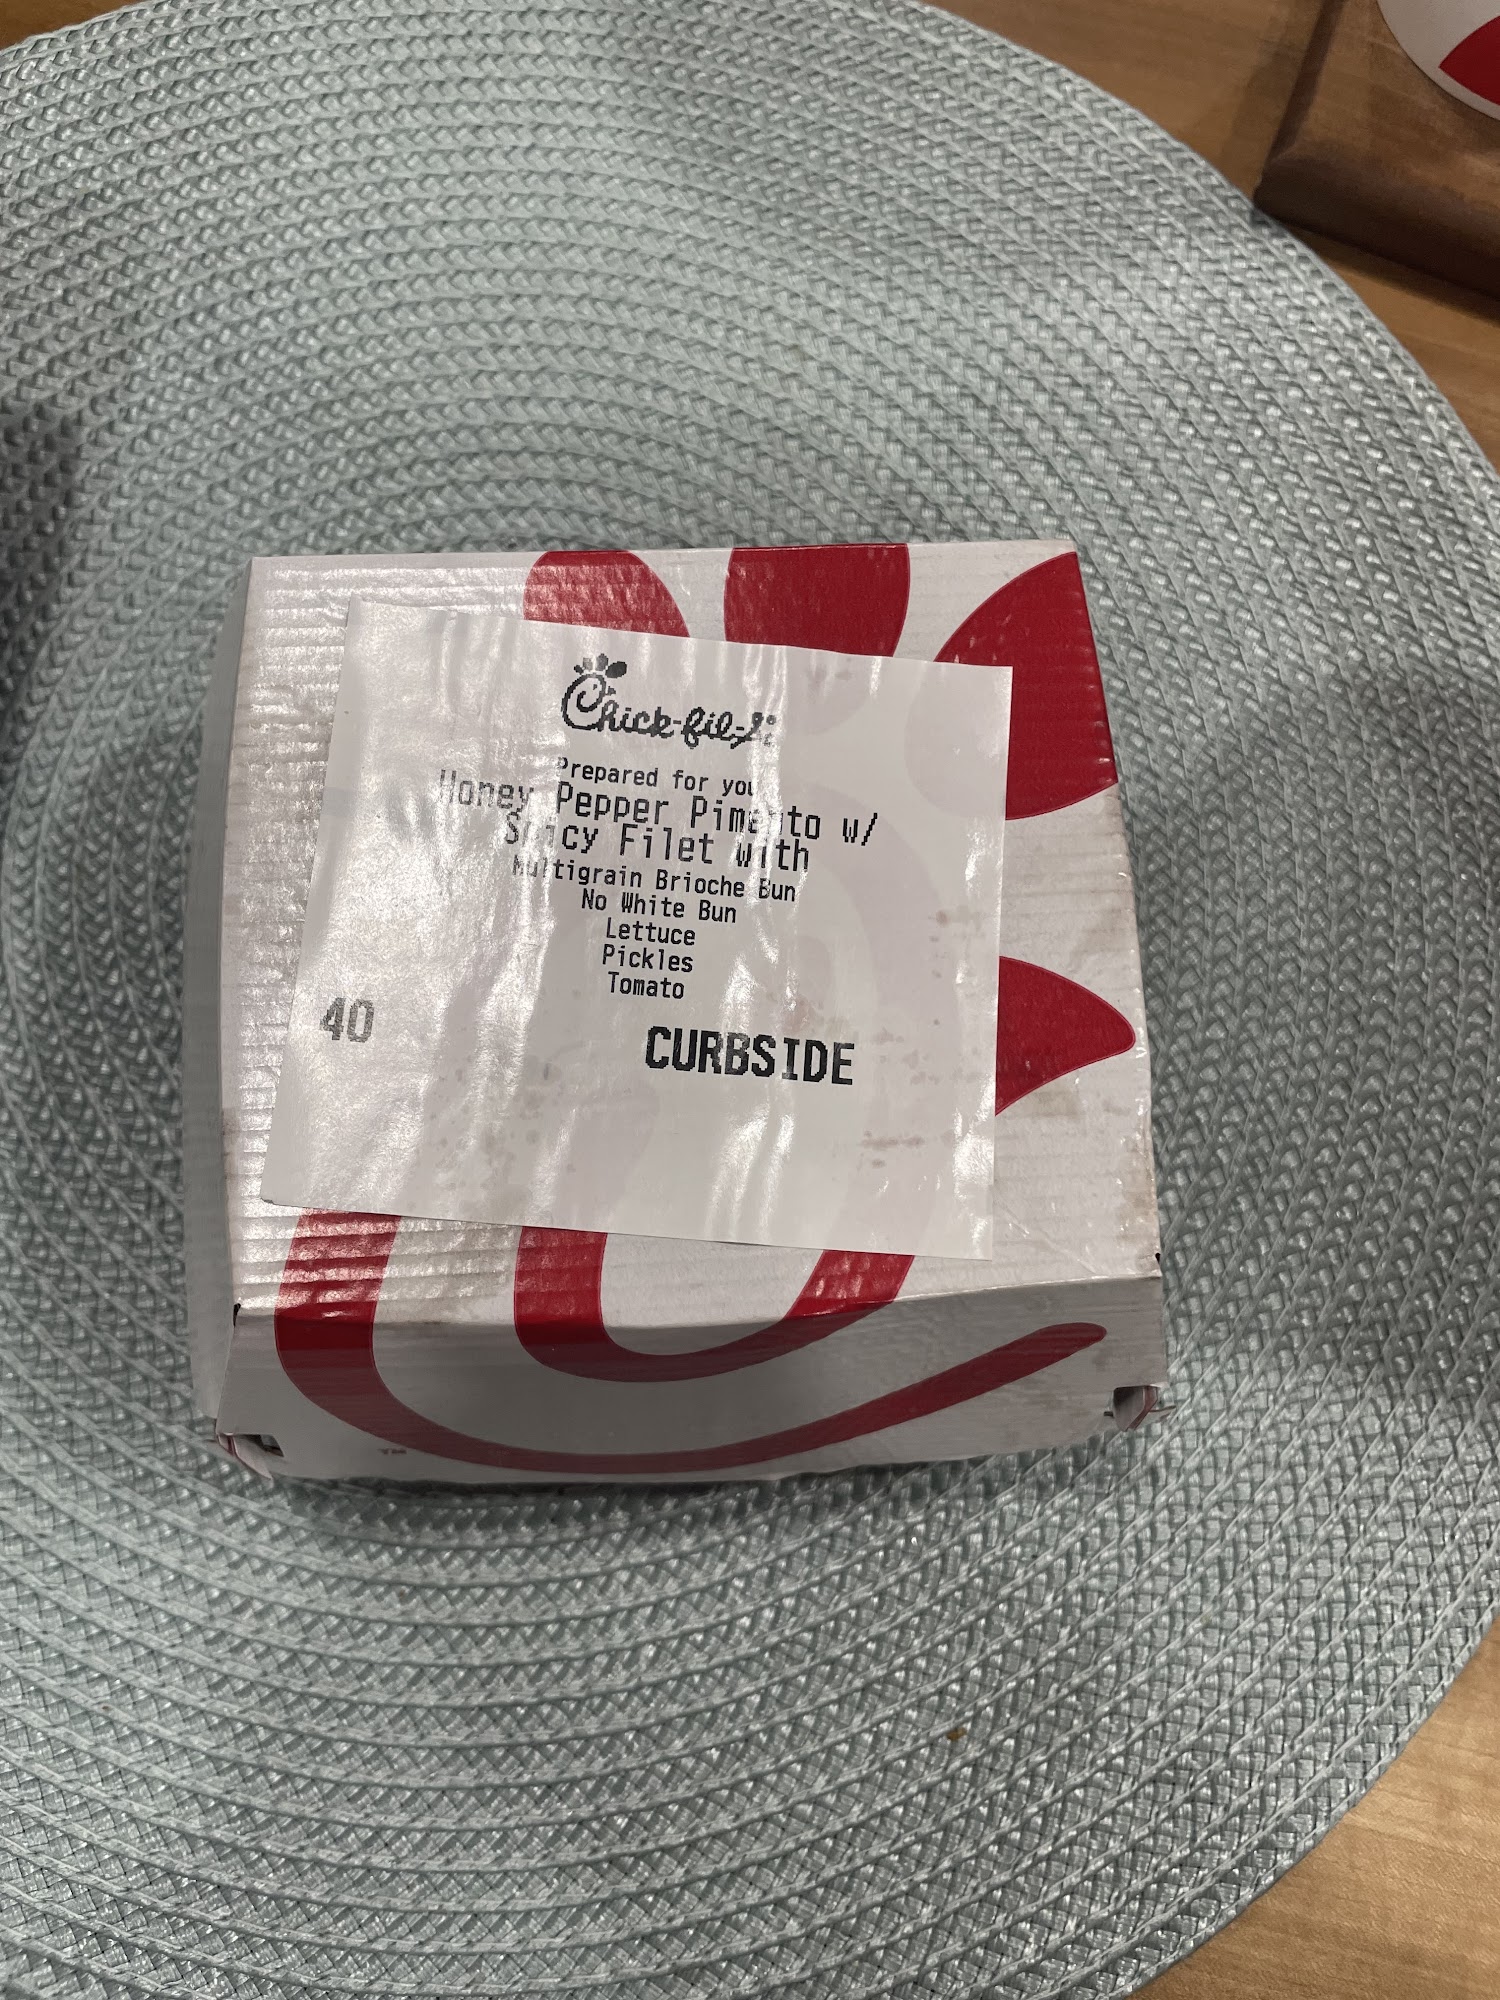 Chick-fil-A
Prepared for you
Honey Pepper Pimento w/
Spicy Filet with
Multigrain Brioche Bun
No White Bun
Lettuce
Pickles
Tomato
40
CURBSIDE
TM